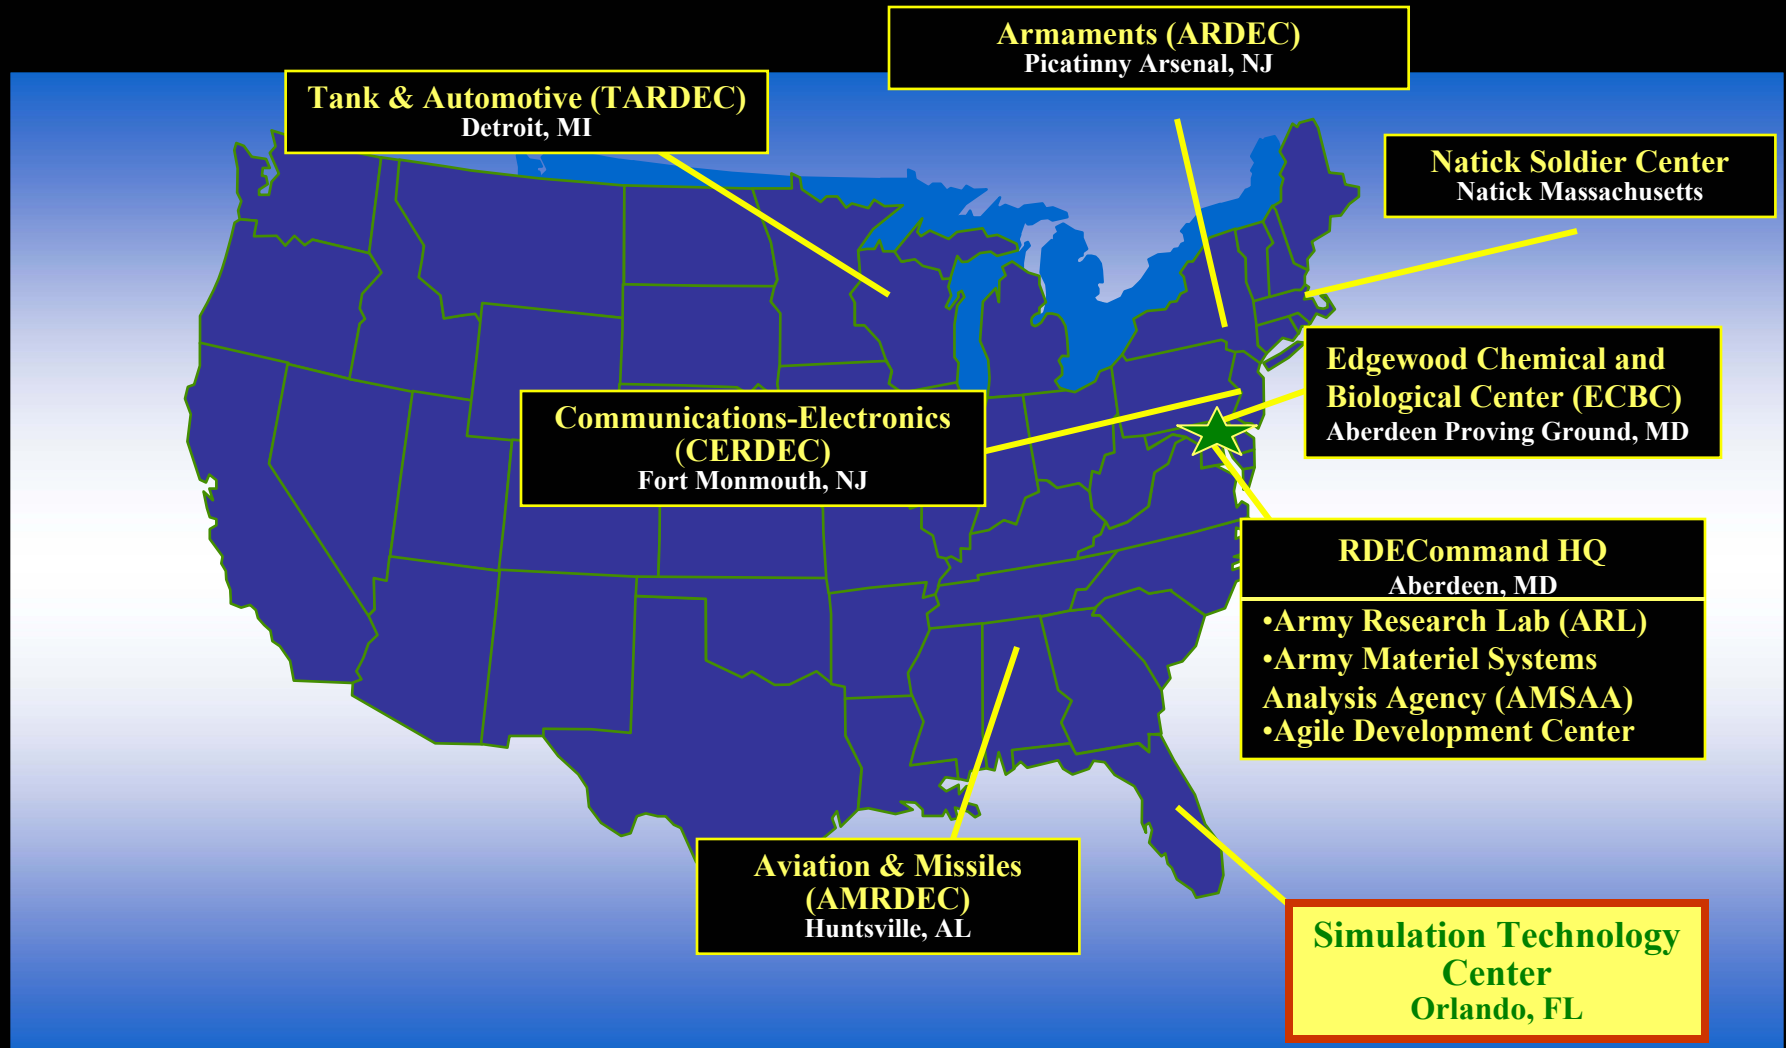 Armaments (ARDEC)
Picatinny Arsenal, NJ
Tank & Automotive (TARDEC)
Detroit, MI
Natick Soldier Center
Natick Massachusetts
Edgewood Chemical and
Biological Center (ECBC)
Aberdeen Proving Ground, MD
Communications-Electronics
(CERDEC)
Fort Monmouth, NJ
RDECommand HQ
Aberdeen, MD
•Army Research Lab (ARL)
•Army Materiel Systems
Analysis Agency (AMSAA)
•Agile Development Center
Aviation & Missiles
(AMRDEC)
Huntsville, AL
Simulation Technology
Center
Orlando, FL